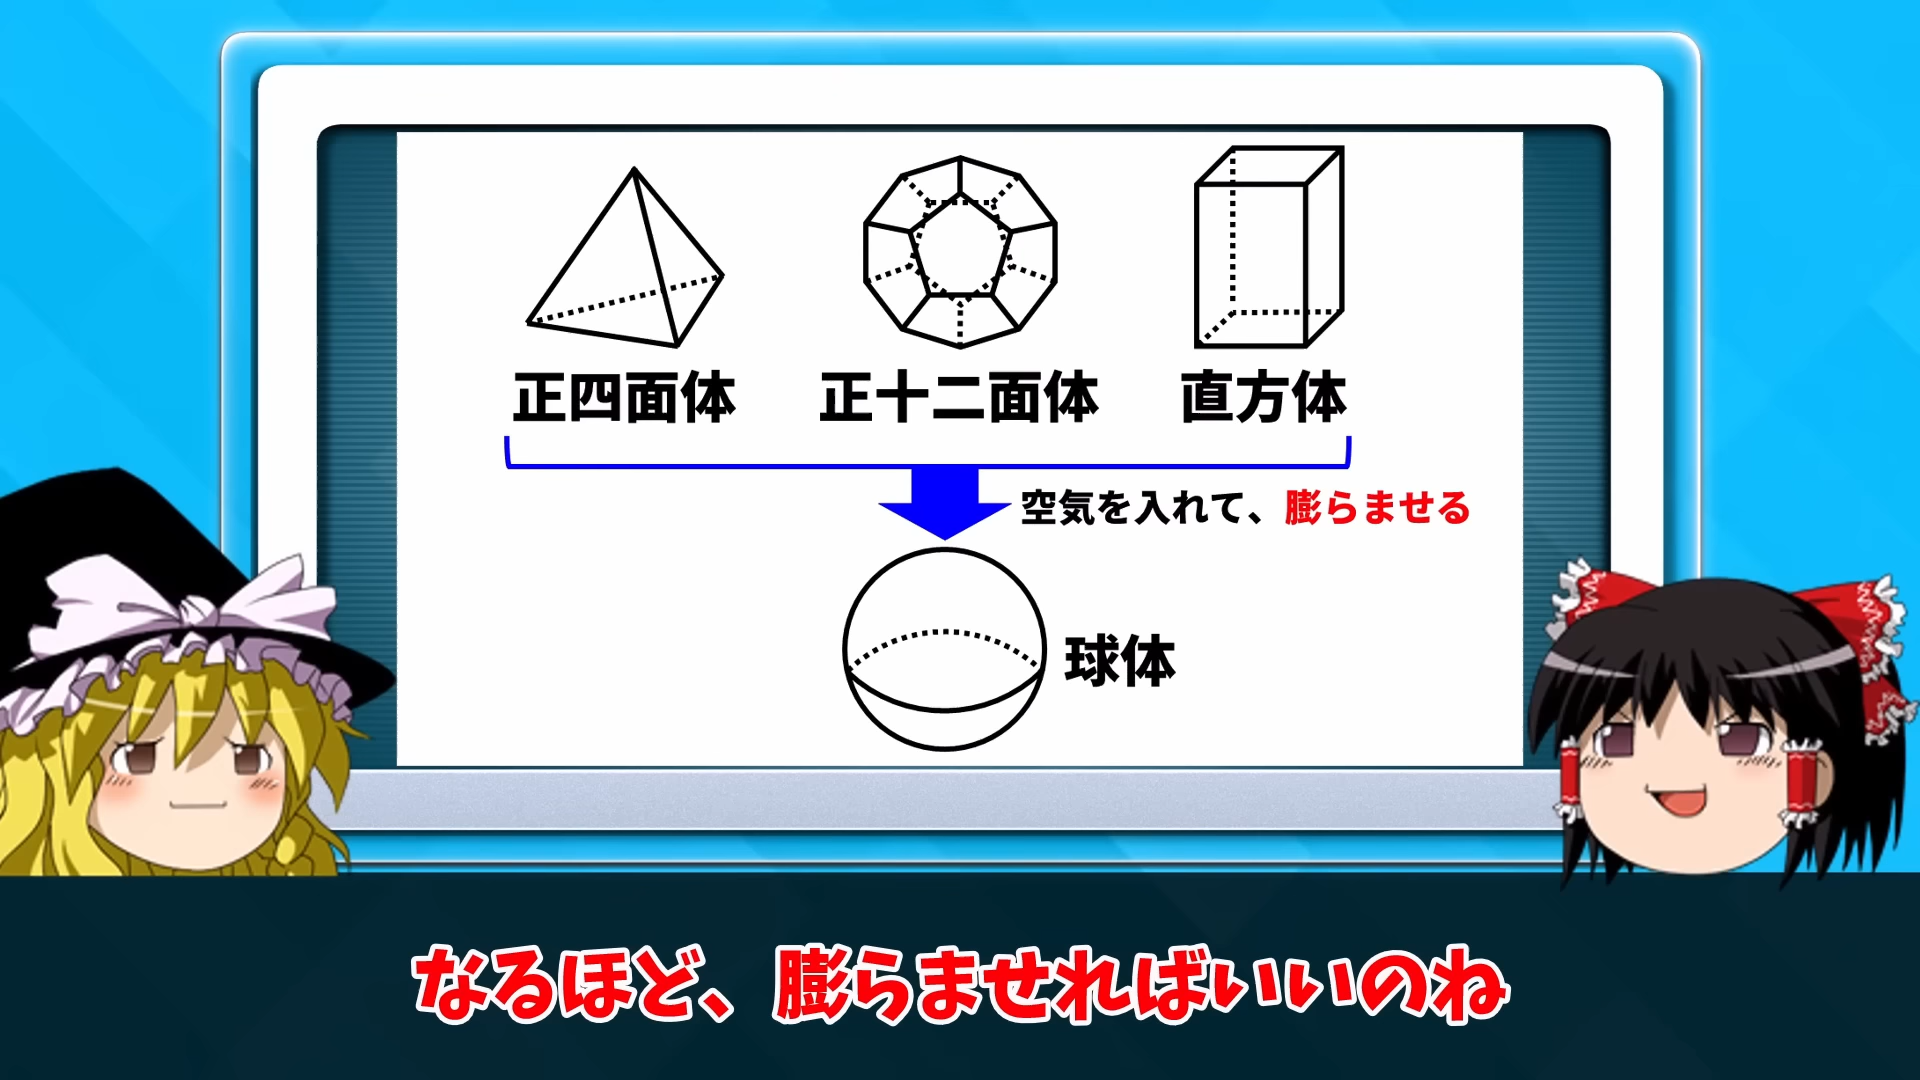 正四面体
正十二面体
直方体
空気を入れて、膨らませる
球体
なるほど、膨らませればいいのね